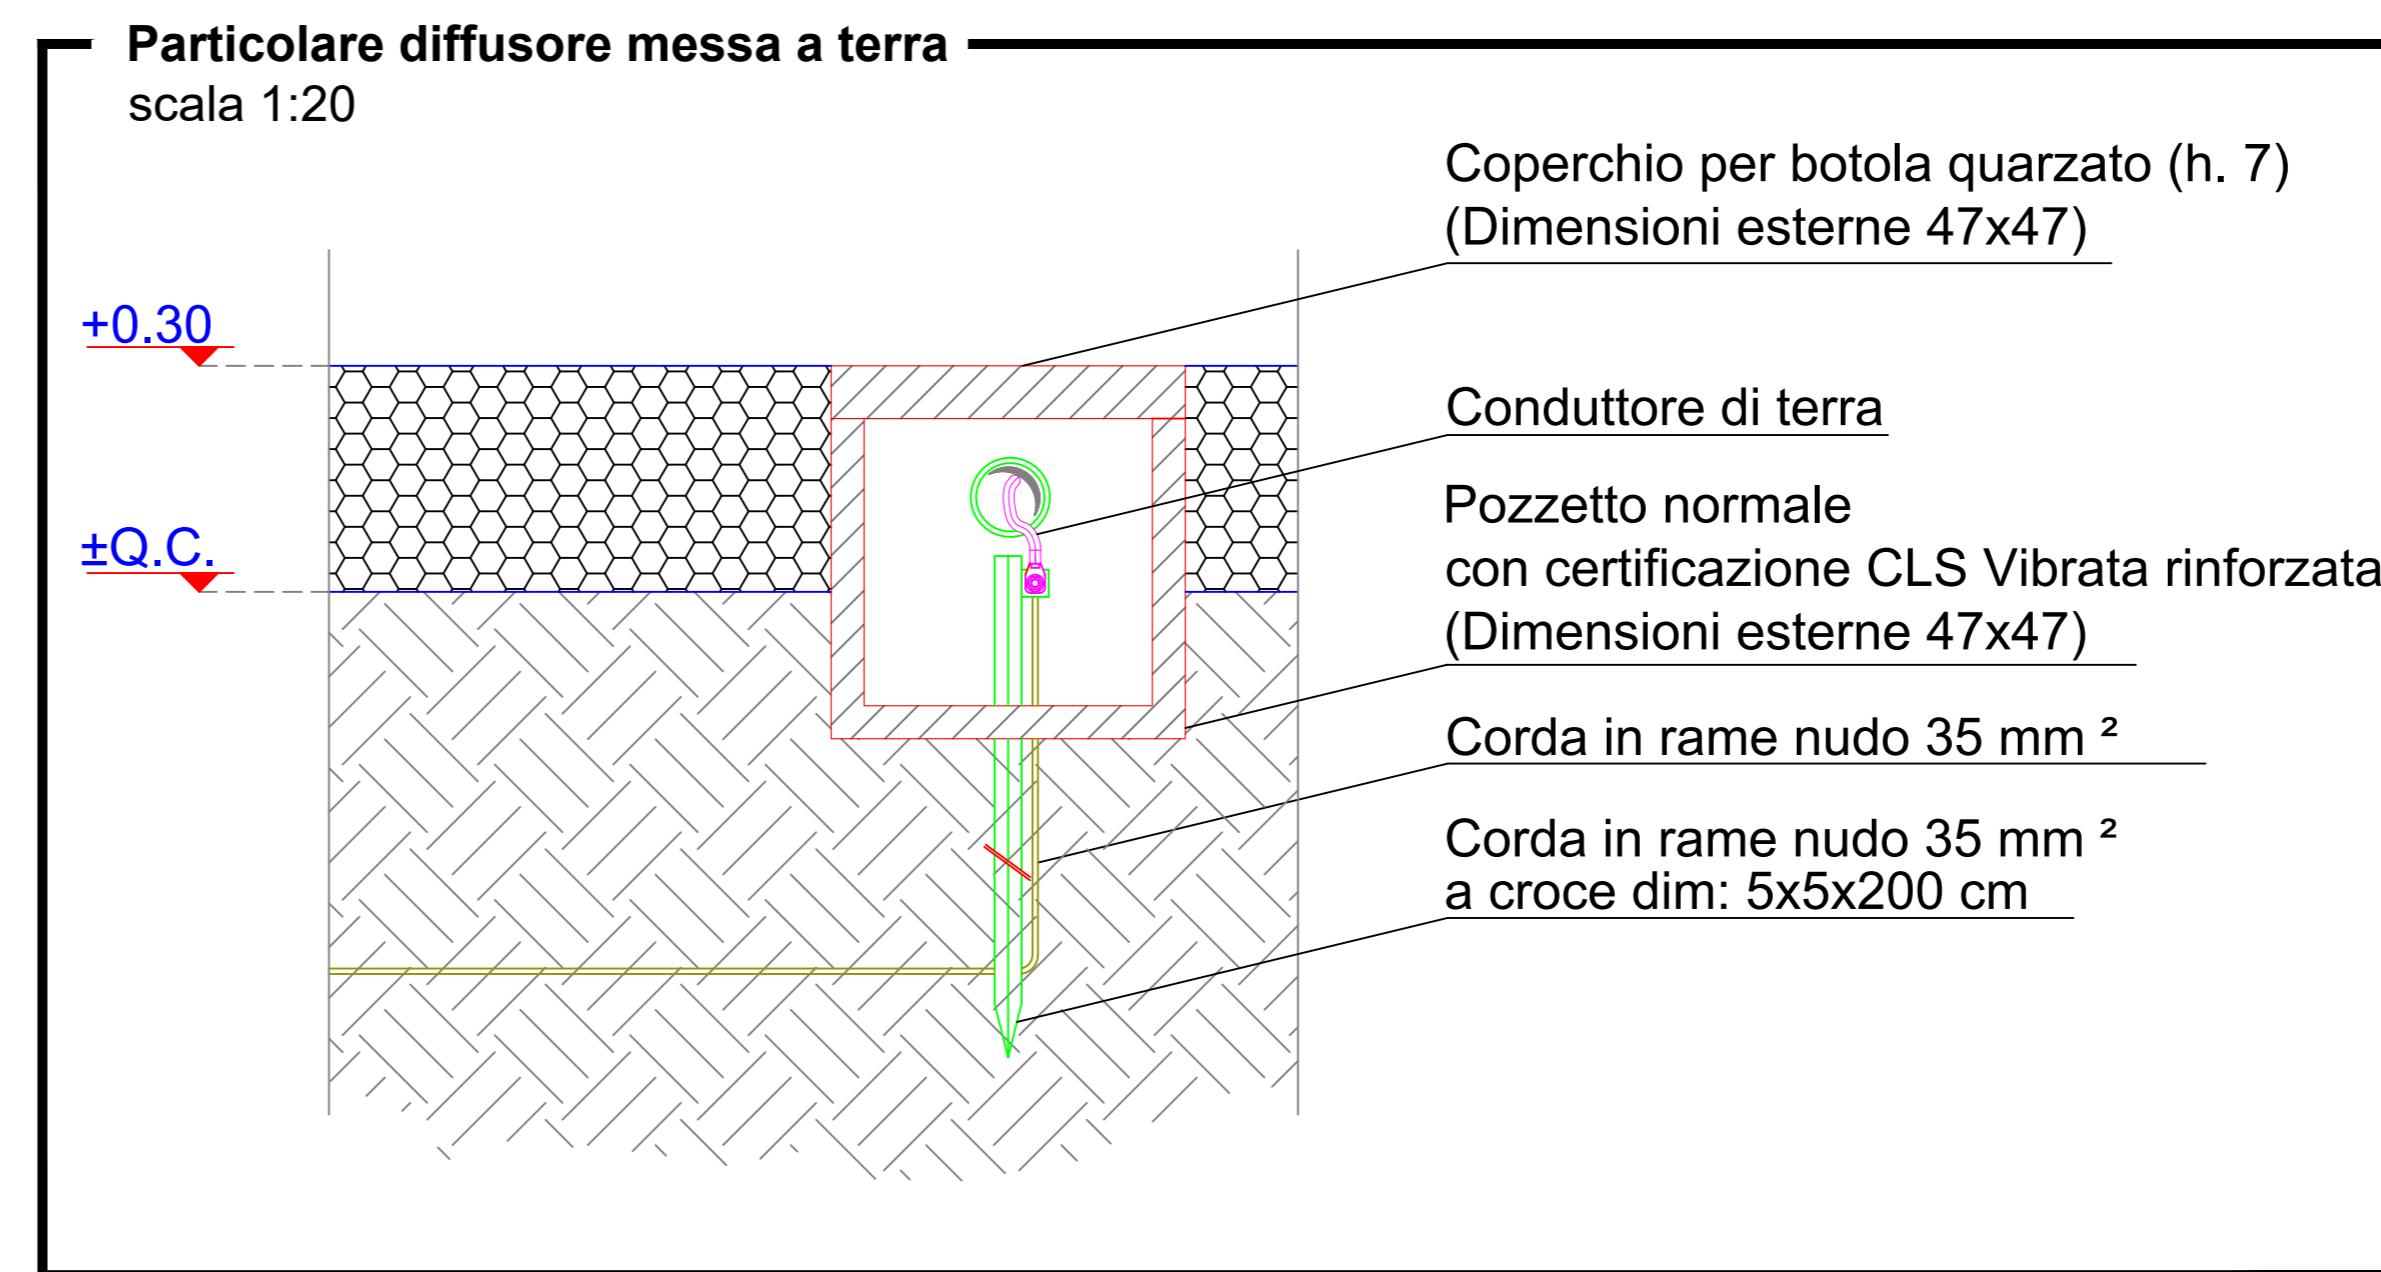 Particolare diffusore messa a terra
scala 1:20
Coperchio per botola quarzato (h. 7)
(Dimensioni esterne 47x47)
+0.30
Conduttore di terra
Pozzetto normale
±Q.C.
con certificazione CLS Vibrata rinforzata
(Dimensioni esterne 47x47)
Corda in rame nudo 35 mm ²
Corda in rame nudo 35 mm ²
a croce dim: 5x5x200 cm